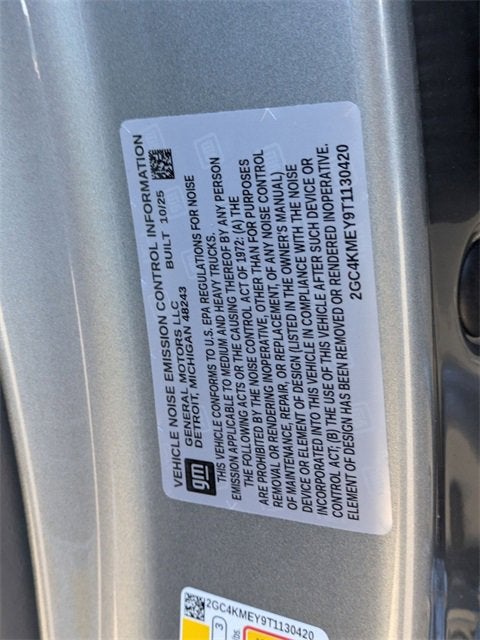 VEHICLE NOISE EMISSION CONTROL INFORMATION
GENERAL MOTORS LLC BUILT 10/25
DETROIT, MICHIGAN 48243
gm
THIS VEHICLE CONFORMS TO U.S. EPA REGULATIONS FOR NOISE
EMISSION APPLICABLE TO MEDIUM AND HEAVY TRUCKS.
THE FOLLOWING ACTS OR THE CAUSING THEREOF BY ANY PERSON
ARE PROHIBITED BY THE NOISE CONTROL ACT OF 1972: (A) THE
REMOVAL OR RENDERING INOPERATIVE, OTHER THAN FOR PURPOSES
OF MAINTENANCE, REPAIR, OR REPLACEMENT, OF ANY NOISE CONTROL
DEVICE OR ELEMENT OF DESIGN (LISTED IN THE OWNER'S MANUAL)
INCORPORATED INTO THIS VEHICLE IN COMPLIANCE WITH THE NOISE
CONTROL ACT; (B) THE USE OF THIS VEHICLE AFTER SUCH DEVICE OR
ELEMENT OF DESIGN HAS BEEN REMOVED OR RENDERED INOPERATIVE.
2GC4KMEY9T1130420
2GC4KMEY9T1130420
3